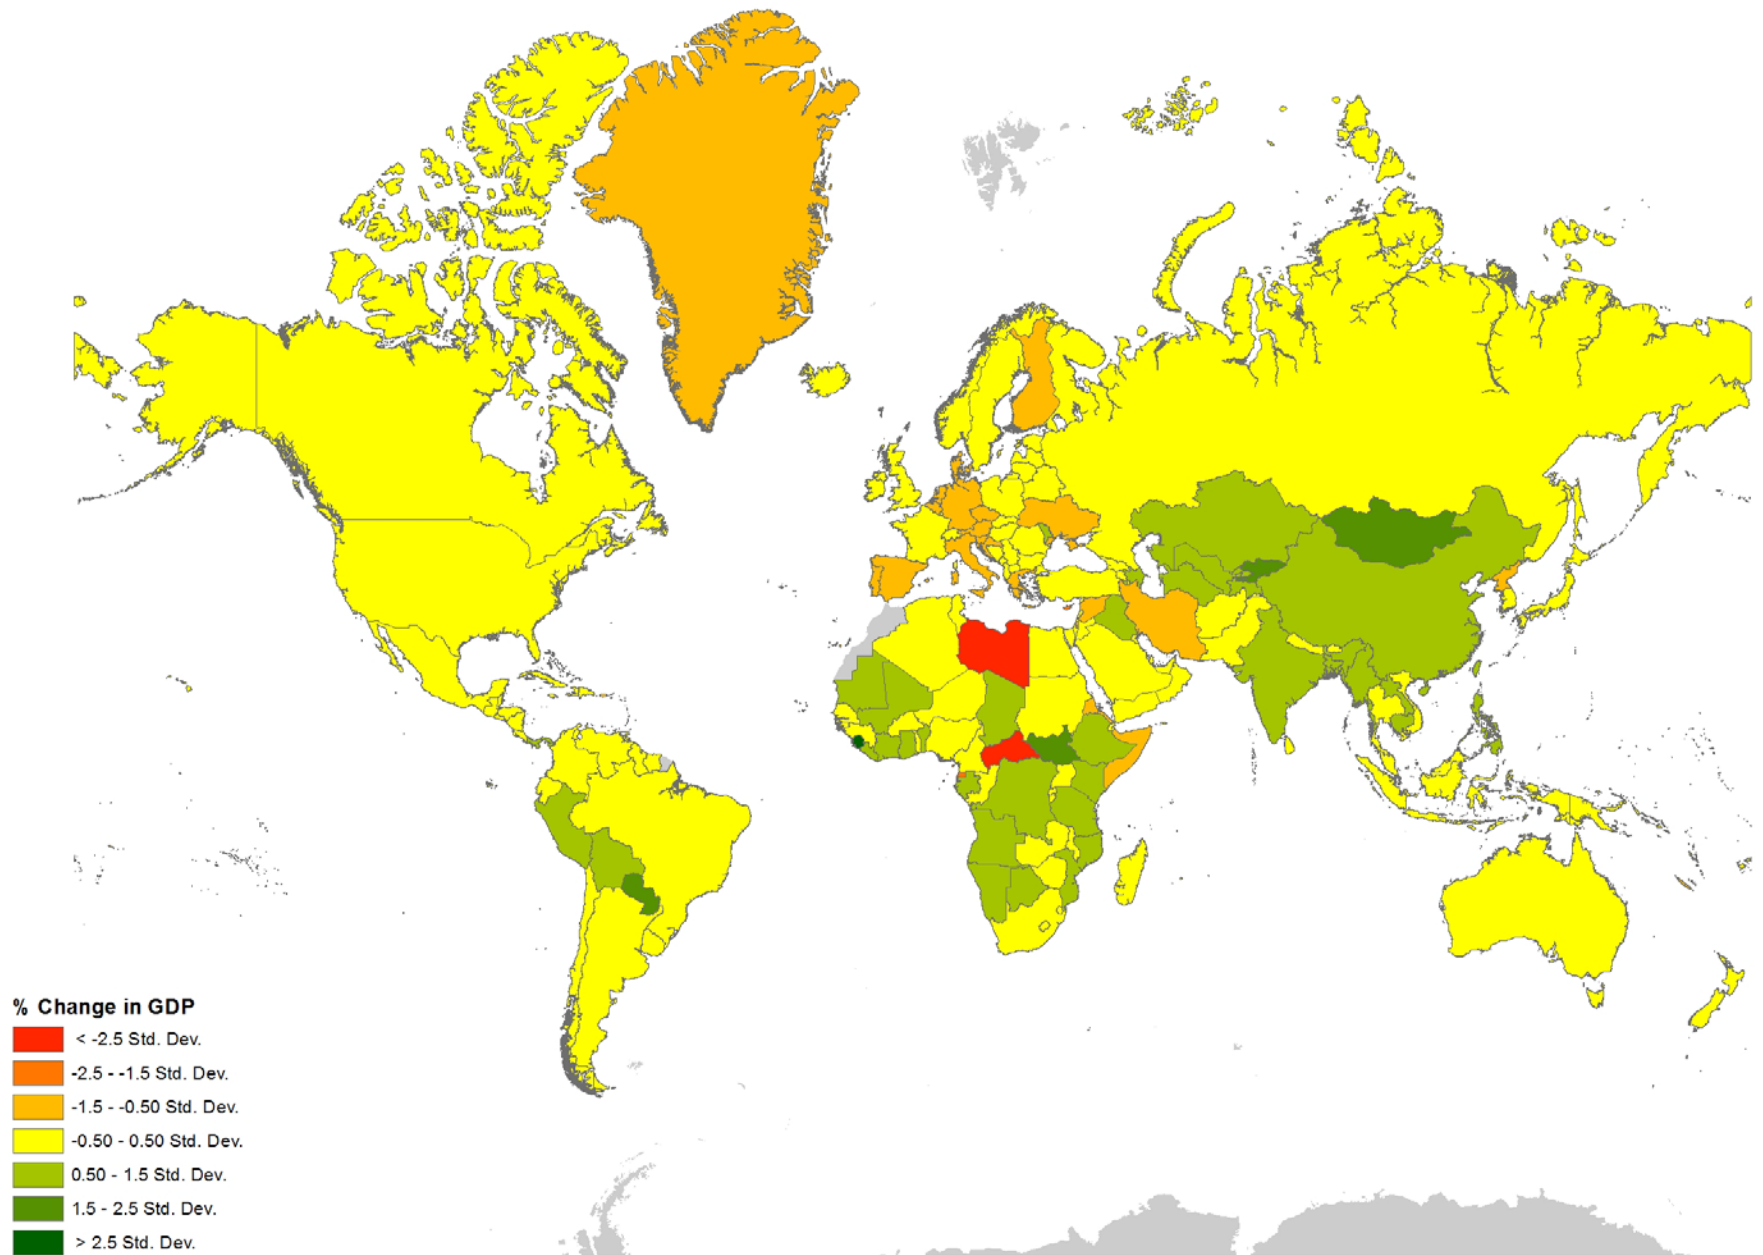 % Change in GDP
< -2.5 Std. Dev.
-2.5 - -1.5 Std. Dev.
-1.5 - -0.50 Std. Dev.
-0.50 - 0.50 Std. Dev.
0.50 - 1.5 Std. Dev.
1.5 - 2.5 Std. Dev.
> 2.5 Std. Dev.